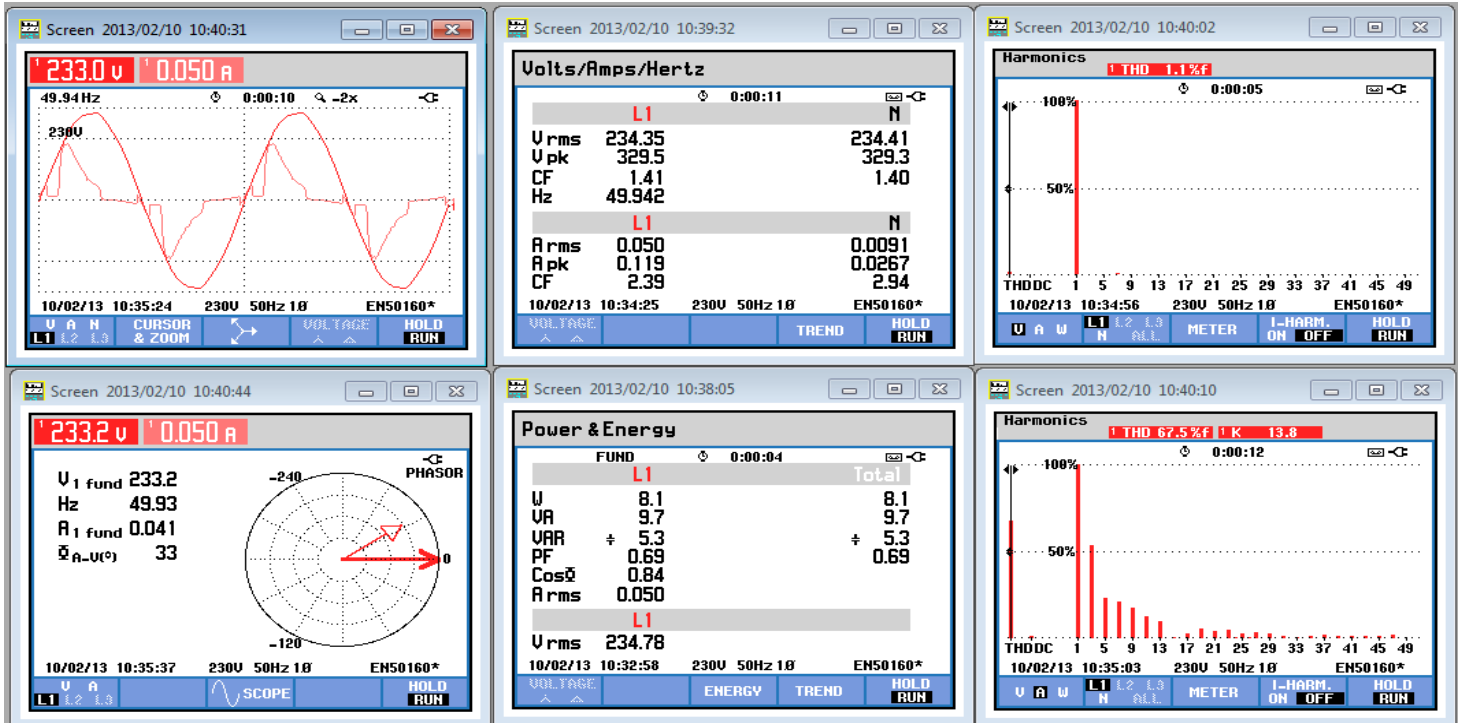 Screen 2013/02/10 10:40:31
1 233.0 V 1 0.050 A
49.94Hz 0:00:10 -2x
230V
10/02/13 10:35:24 230V 50Hz 1Ø EN50160*
V A N CURSOR VOLTAGE HOLD
L1 L2 L3 & ZOOM RUN
Screen 2013/02/10 10:39:32
Volts/Amps/Hertz
0:00:11
L1 N
V rms 234.35 234.41
V pk 329.5 329.3
CF 1.41 1.40
Hz 49.942
L1 N
A rms 0.050 0.0091
A pk 0.119 0.0267
CF 2.39 2.94
10/02/13 10:34:25 230V 50Hz 1Ø EN50160*
VOLTAGE TREND HOLD
RUN
Screen 2013/02/10 10:40:02
Harmonics
1 THD 1.1%f
0:00:05
100%
50%
THDDC 1 5 9 13 17 21 25 29 33 37 41 45 49
10/02/13 10:34:56 230V 50Hz 1Ø EN50160*
V A W L1 L2 L3 METER I-HARM. HOLD
N ALL ON OFF RUN
Screen 2013/02/10 10:40:44
1 233.2 V 1 0.050 A
PHASOR
V1 fund 233.2
Hz 49.93
A1 fund 0.041
Φ A-V(°) 33
-240
0
-120
10/02/13 10:35:37 230V 50Hz 1Ø EN50160*
V A SCOPE HOLD
L1 L2 L3 RUN
Screen 2013/02/10 10:38:05
Power & Energy
FUND 0:00:04
L1 Total
W 8.1 8.1
VA 9.7 9.7
VAR 5.3 5.3
PF 0.69 0.69
CosΦ 0.84
A rms 0.050
L1
V rms 234.78
10/02/13 10:32:58 230V 50Hz 1Ø EN50160*
VOLTAGE ENERGY TREND HOLD
RUN
Screen 2013/02/10 10:40:10
Harmonics
1 THD 67.5%f 1 K 13.8
0:00:12
100%
50%
THDDC 1 5 9 13 17 21 25 29 33 37 41 45 49
10/02/13 10:35:03 230V 50Hz 1Ø EN50160*
V A W L1 L2 L3 METER I-HARM. HOLD
N ALL ON OFF RUN